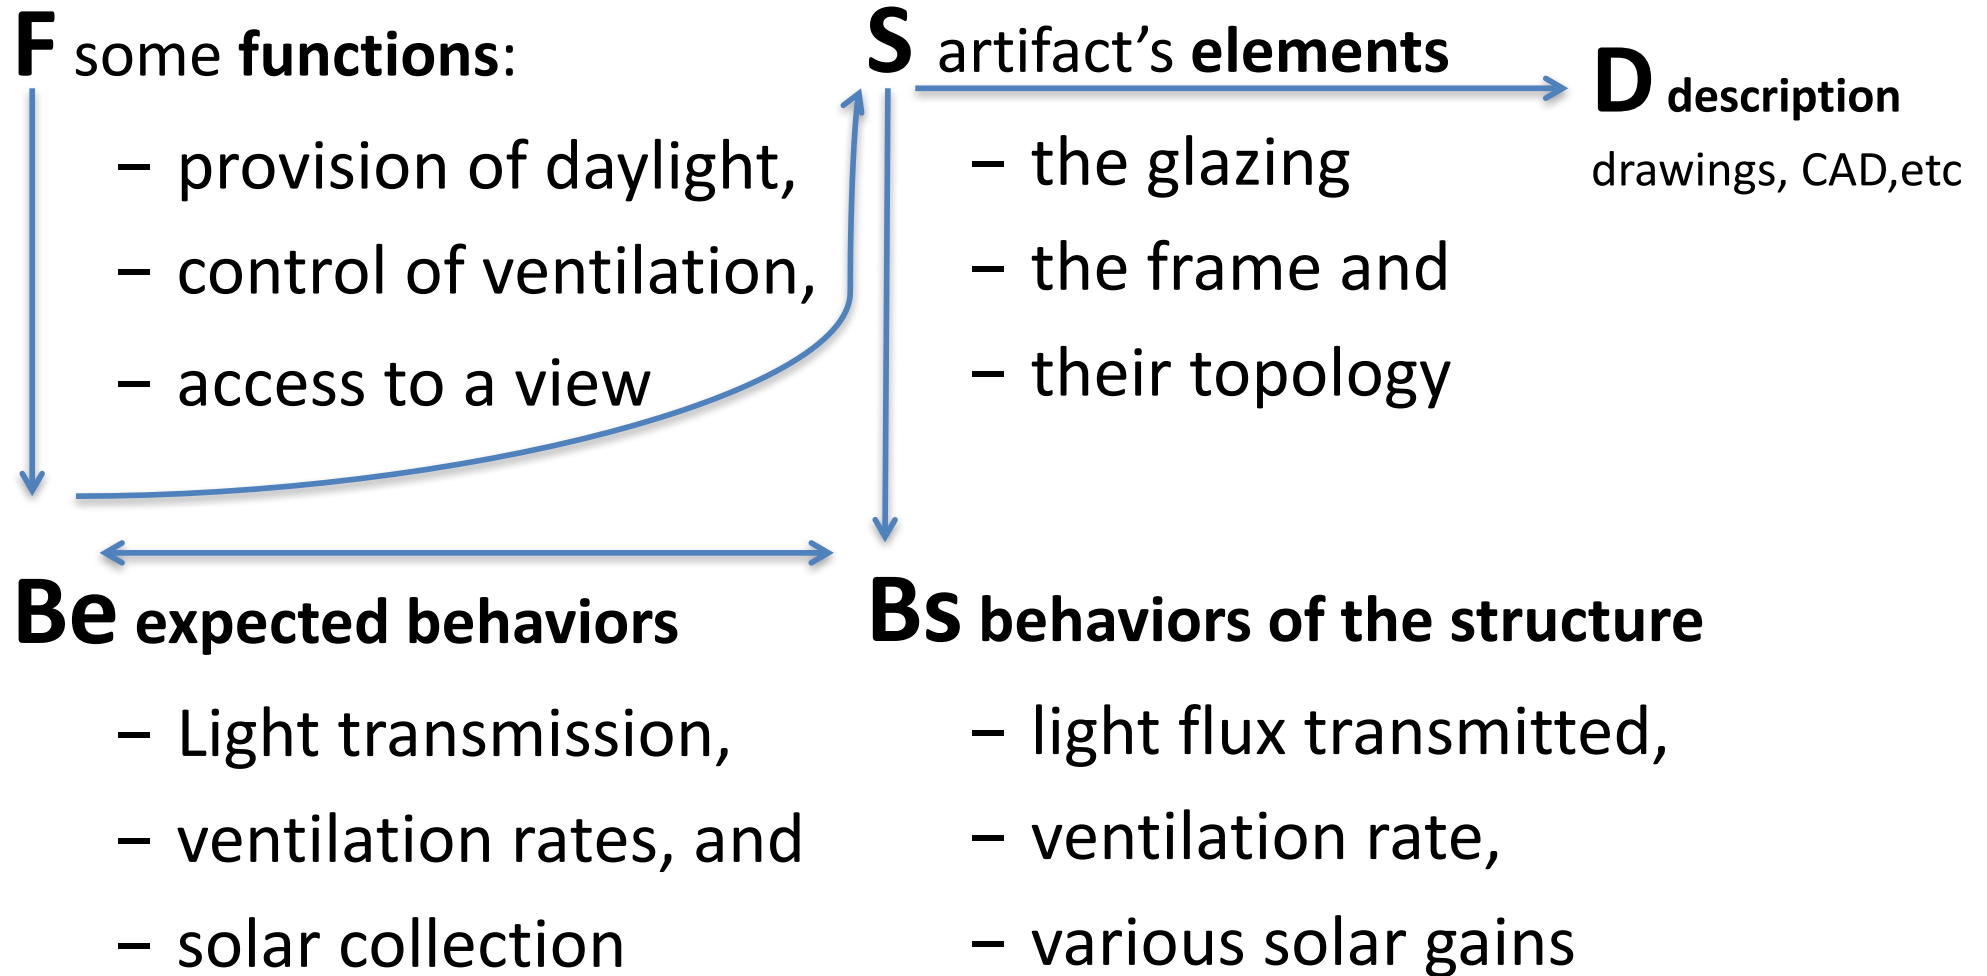 F some functions:
– provision of daylight,
– control of ventilation,
– access to a view
S artifact’s elements
– the glazing
– the frame and
– their topology
D description
drawings, CAD,etc
Be expected behaviors
– Light transmission,
– ventilation rates, and
– solar collection
Bs behaviors of the structure
– light flux transmitted,
– ventilation rate,
– various solar gains